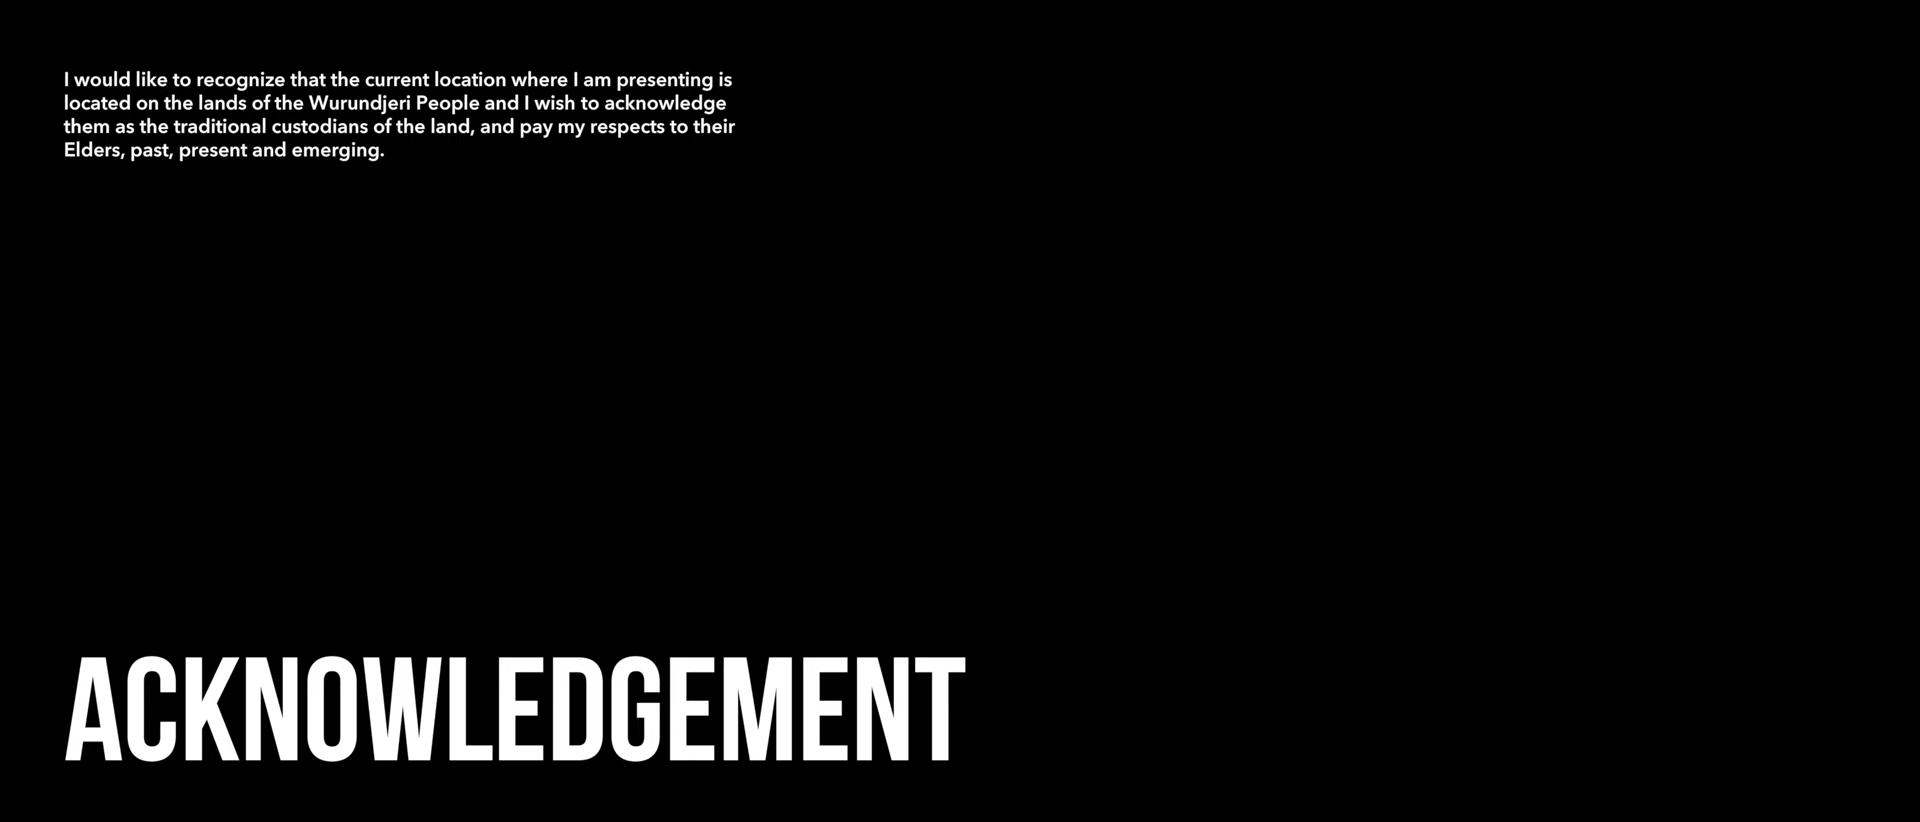 I would like to recognize that the current location where I am presenting is
located on the lands of the Wurundjeri People and I wish to acknowledge
them as the traditional custodians of the land, and pay my respects to their
Elders, past, present and emerging.
ACKNOWLEDGEMENT